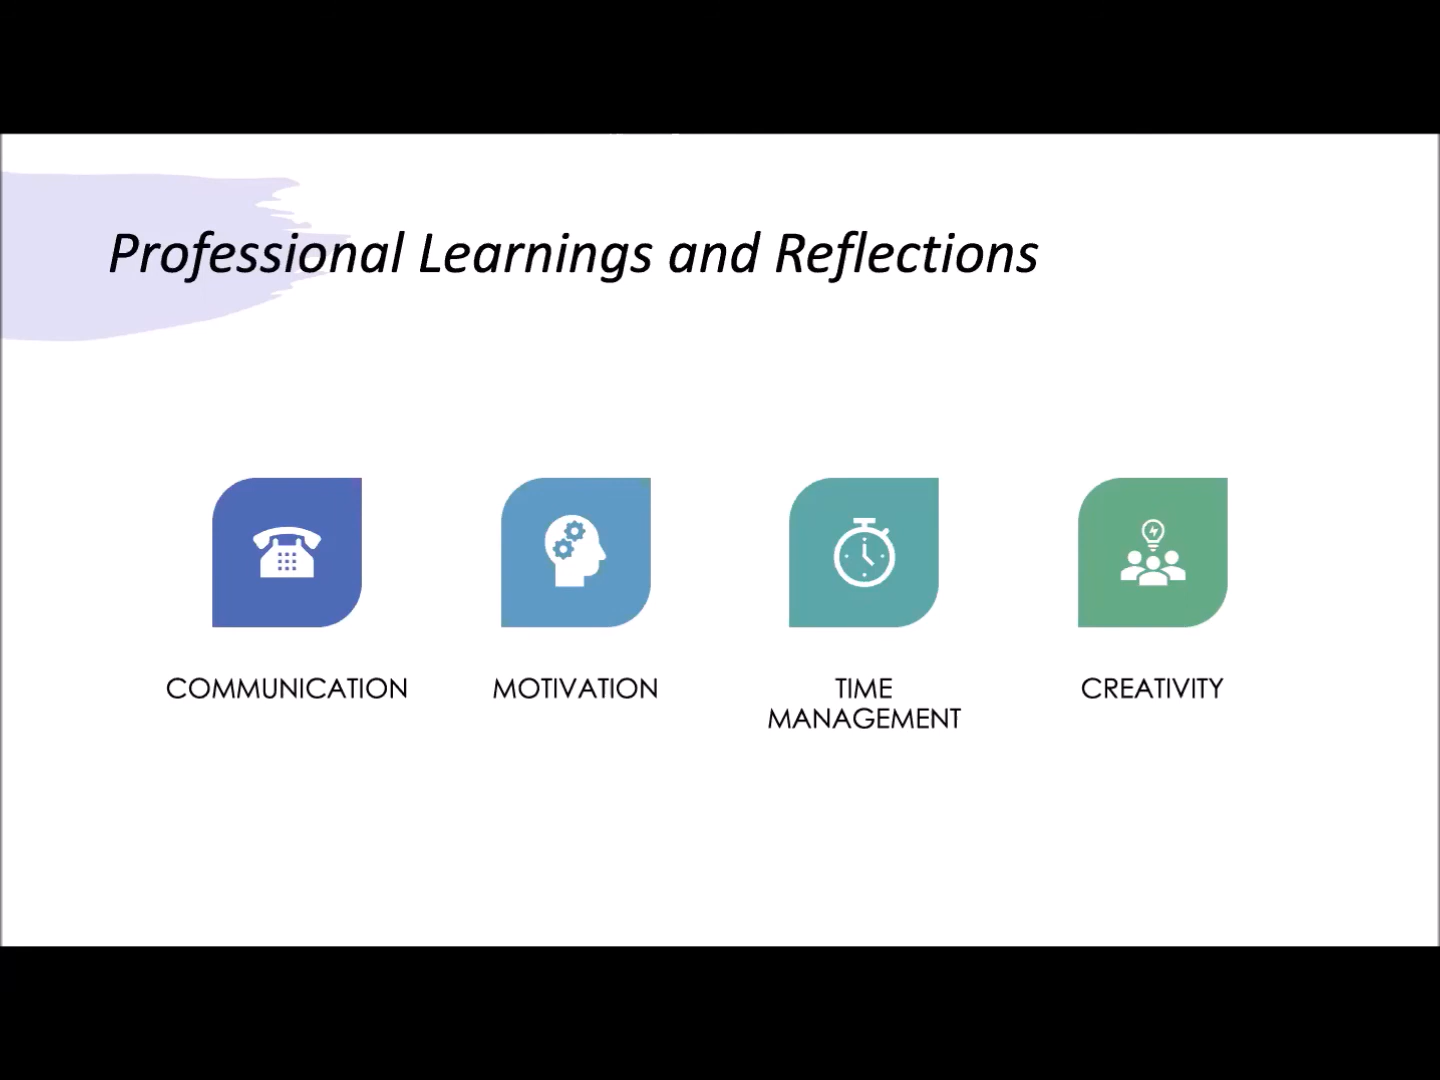 Professional Learnings and Reflections
COMMUNICATION
MOTIVATION
TIME
MANAGEMENT
CREATIVITY